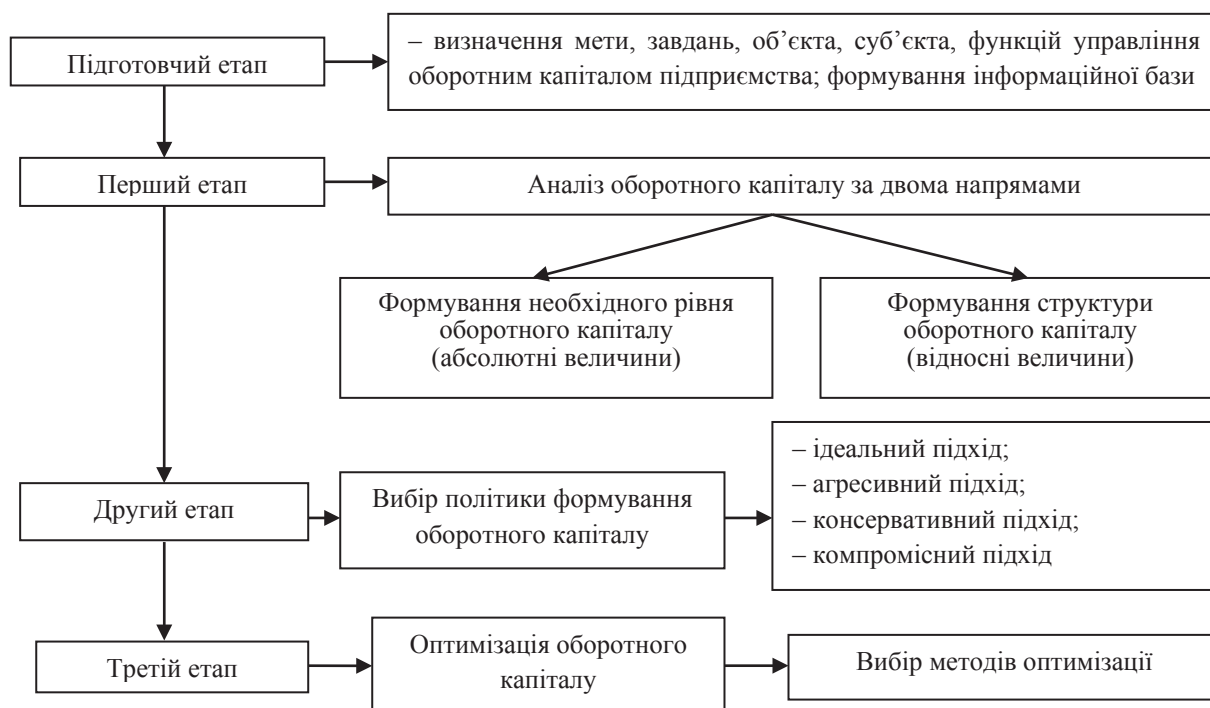 Підготовчий етап
– визначення мети, завдань, об’єкта, суб’єкта, функцій управління
оборотним капіталом підприємства; формування інформаційної бази
Перший етап
Аналіз оборотного капіталу за двома напрямами
Формування необхідного рівня
оборотного капіталу
(абсолютні величини)
Формування структури
оборотного капіталу
(відносні величини)
Другий етап
Вибір політики формування
оборотного капіталу
– ідеальний підхід;
– агресивний підхід;
– консервативний підхід;
– компромісний підхід
Третій етап
Оптимізація оборотного
капіталу
Вибір методів оптимізації